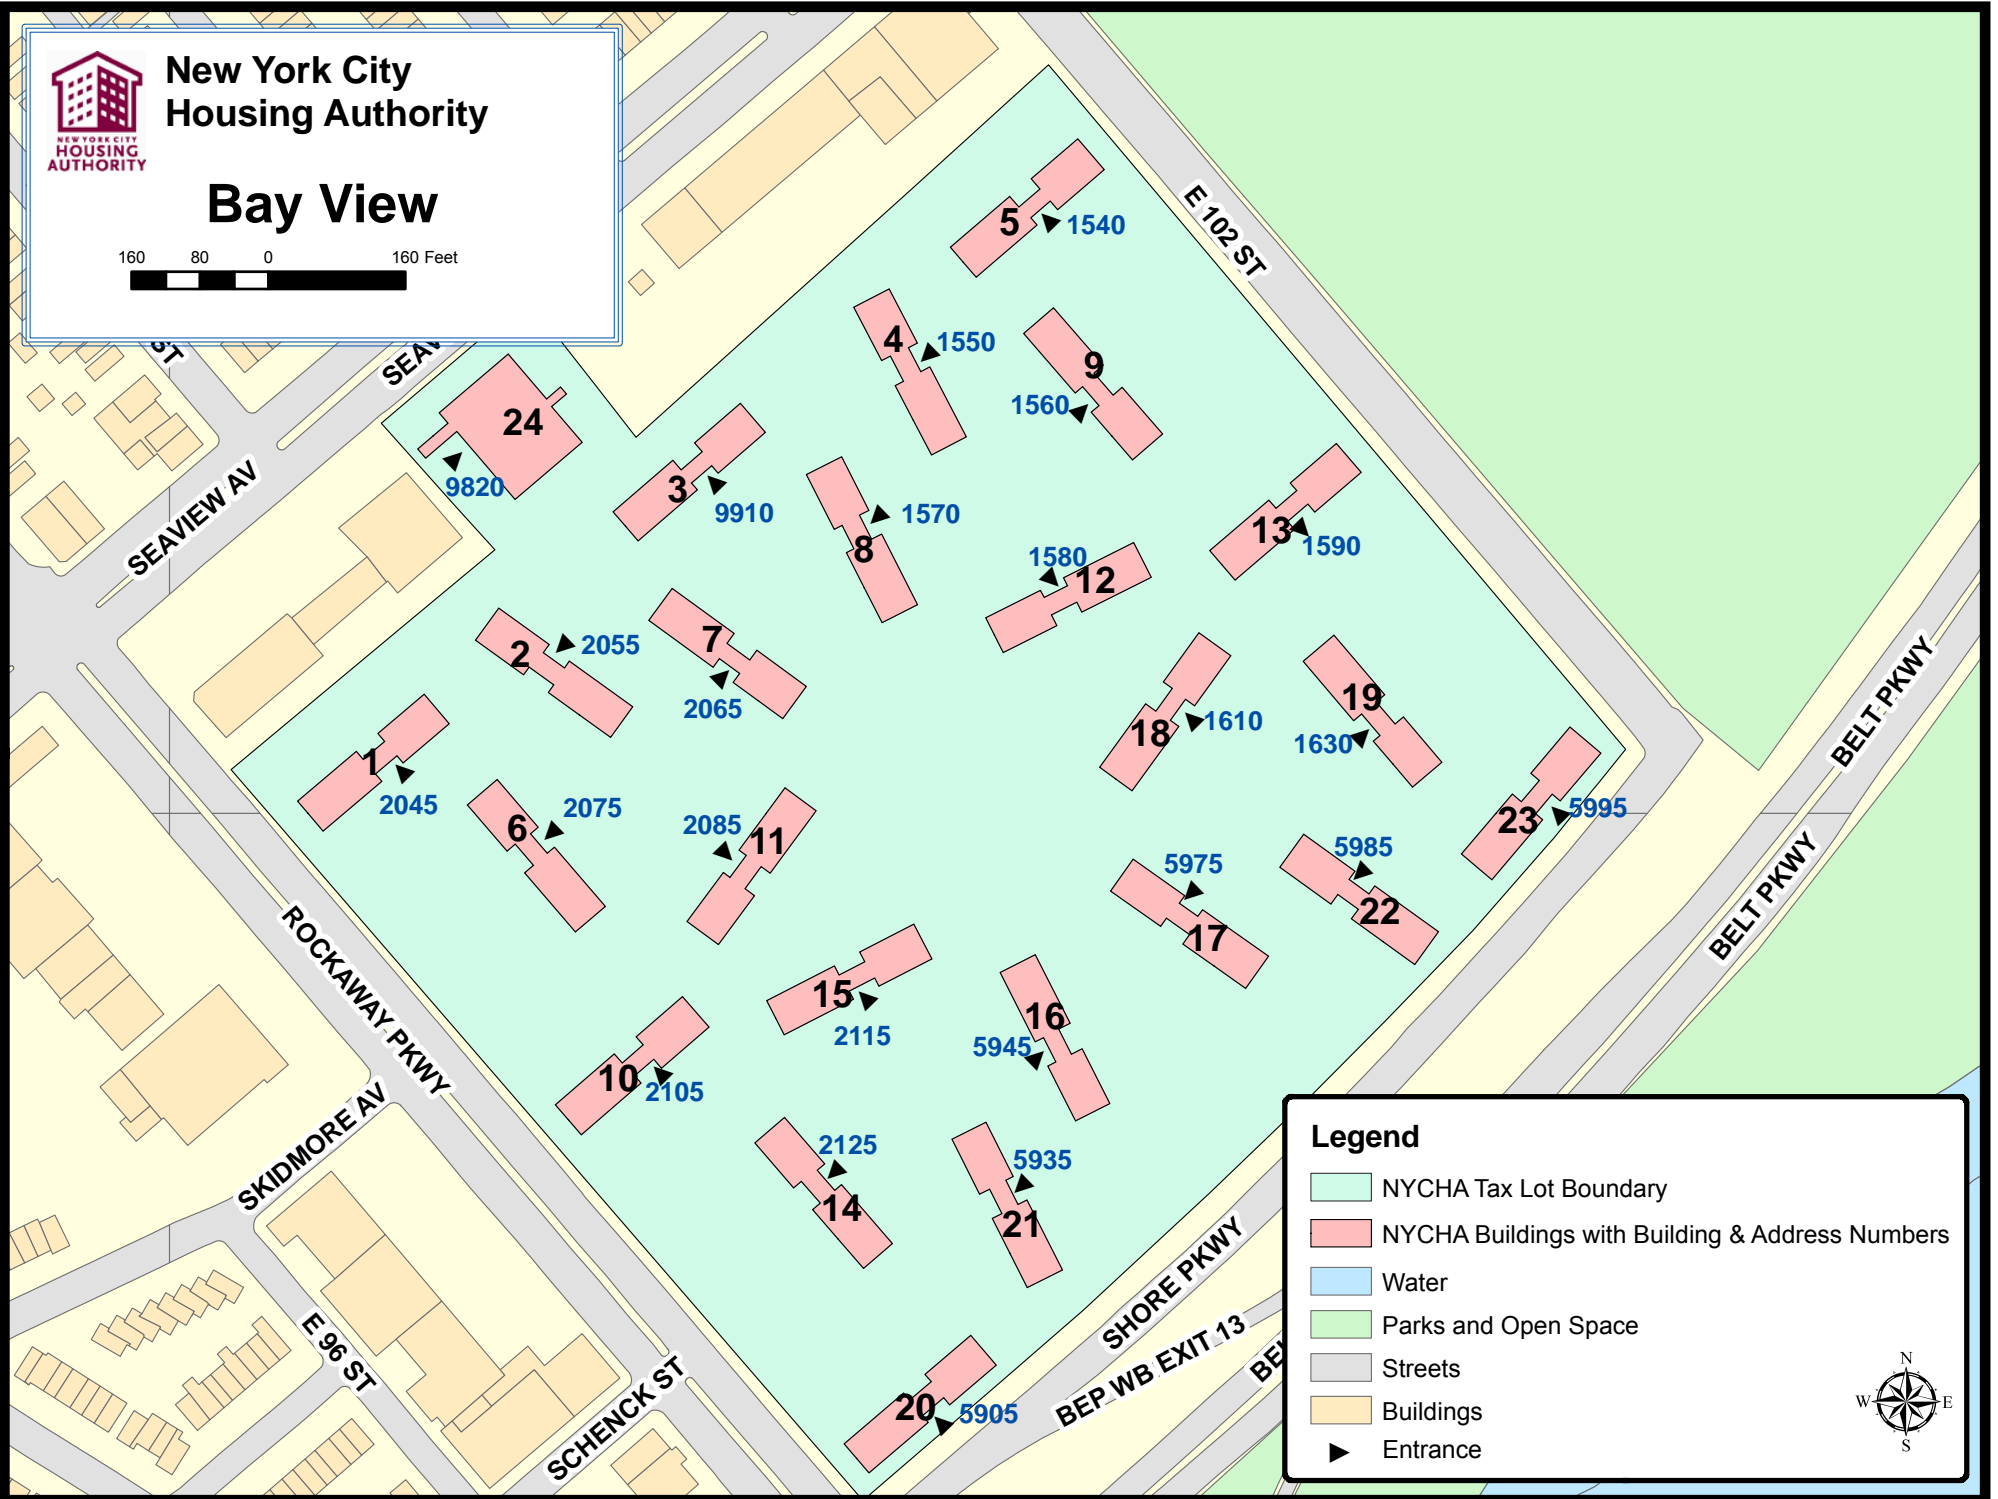 New York City
Housing Authority
NEW YORK CITY
HOUSING
AUTHORITY
Bay View
160 80 0 160 Feet
ST
SEAV
SEAVIEW AV
E 102 ST
BELT PKWY
BELT PKWY
ROCKAWAY PKWY
SKIDMORE AV
E 96 ST
SCHENCK ST
SHORE PKWY
BEP WB EXIT 13
BEL
5
1540
4
1550
9
1560
24
9820
3
9910
8
1570
13
1590
12
1580
2
2055
7
2065
18
1610
19
1630
1
2045
6
2075
11
2085
23
5995
22
5985
17
5975
15
2115
16
5945
10
2105
14
2125
21
5935
20
5905
Legend
NYCHA Tax Lot Boundary
NYCHA Buildings with Building & Address Numbers
Water
Parks and Open Space
Streets
Buildings
Entrance
N
W E
S